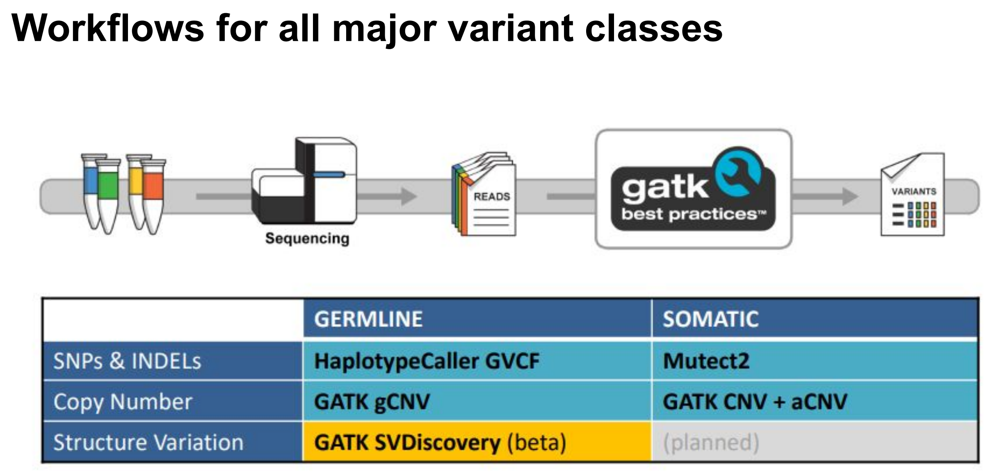 Workflows for all major variant classes
READS
gatk
best practices™
VARIANTS
Sequencing
GERMLINE SOMATIC
SNPs & INDELs HaplotypeCaller GVCF Mutect2
Copy Number GATK gCNV GATK CNV + aCNV
Structure Variation GATK SVDiscovery (beta) (planned)